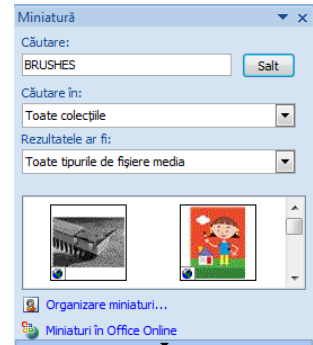 Miniatură
Căutare:
BRUSHES
Salt
Căutare în:
Toate colecțiile
Rezultatele ar fi:
Toate tipurile de fișiere media
Organizare miniaturi...
Miniaturi în Office Online